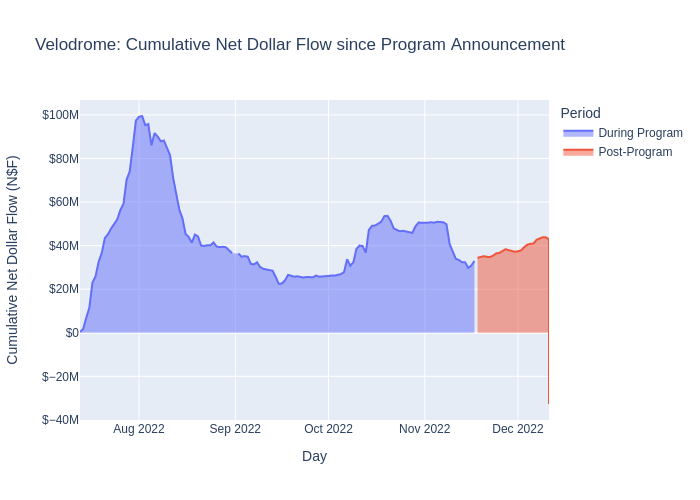 Velodrome: Cumulative Net Dollar Flow since Program Announcement
Cumulative Net Dollar Flow (N$F)
$100M
$80M
$60M
$40M
$20M
$0
$−20M
$−40M
Aug 2022
Sep 2022
Oct 2022
Nov 2022
Dec 2022
Day
Period
During Program
Post-Program